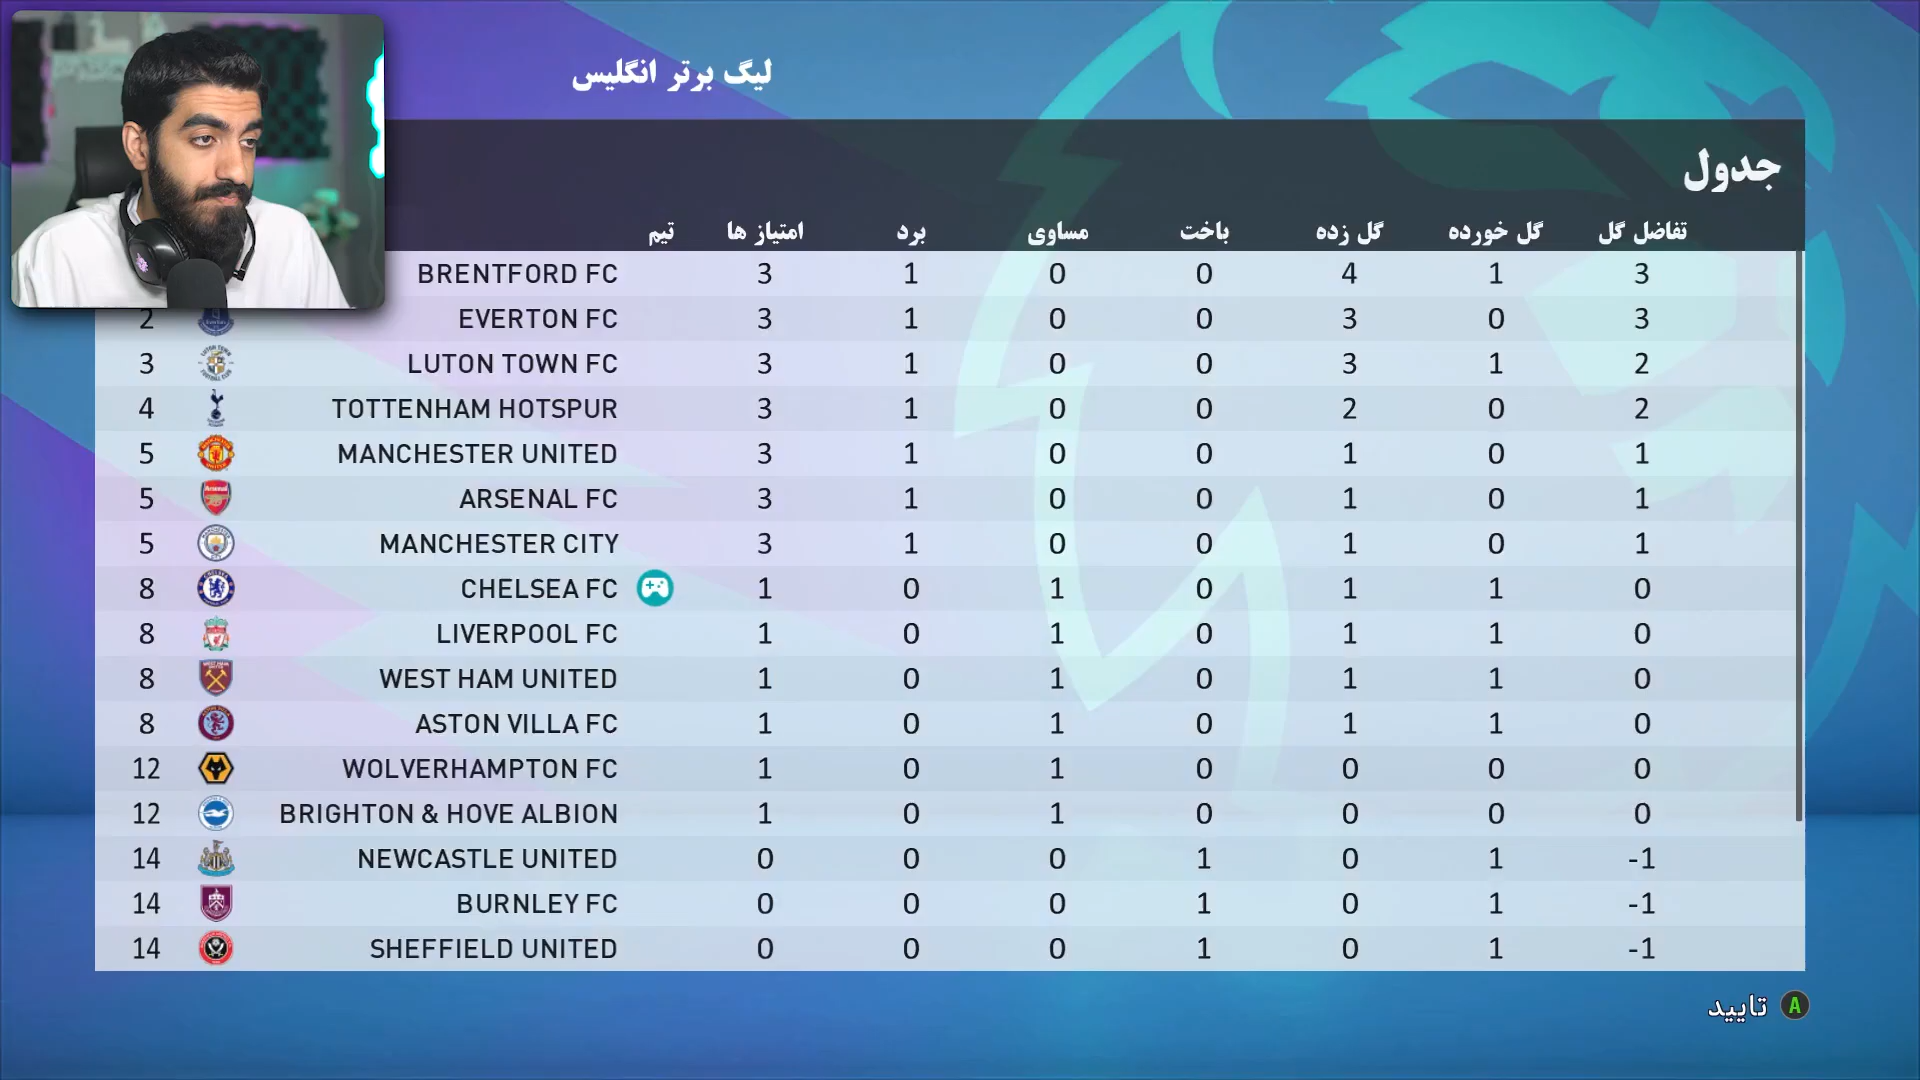 لیگ برتر انگلیس
جدول
تیم امتیاز ها برد مساوی باخت گل زده گل خورده تفاضل گل
BRENTFORD FC 3 1 0 0 4 1 3
2 EVERTON FC 3 1 0 0 3 0 3
3 LUTON TOWN FC 3 1 0 0 3 1 2
4 TOTTENHAM HOTSPUR 3 1 0 0 2 0 2
5 MANCHESTER UNITED 3 1 0 0 1 0 1
5 ARSENAL FC 3 1 0 0 1 0 1
5 MANCHESTER CITY 3 1 0 0 1 0 1
8 CHELSEA FC 1 0 1 0 1 1 0
8 LIVERPOOL FC 1 0 1 0 1 1 0
8 WEST HAM UNITED 1 0 1 0 1 1 0
8 ASTON VILLA FC 1 0 1 0 1 1 0
12 WOLVERHAMPTON FC 1 0 1 0 0 0 0
12 BRIGHTON & HOVE ALBION 1 0 1 0 0 0 0
14 NEWCASTLE UNITED 0 0 0 1 0 1 -1
14 BURNLEY FC 0 0 0 1 0 1 -1
14 SHEFFIELD UNITED 0 0 0 1 0 1 -1
تایید A